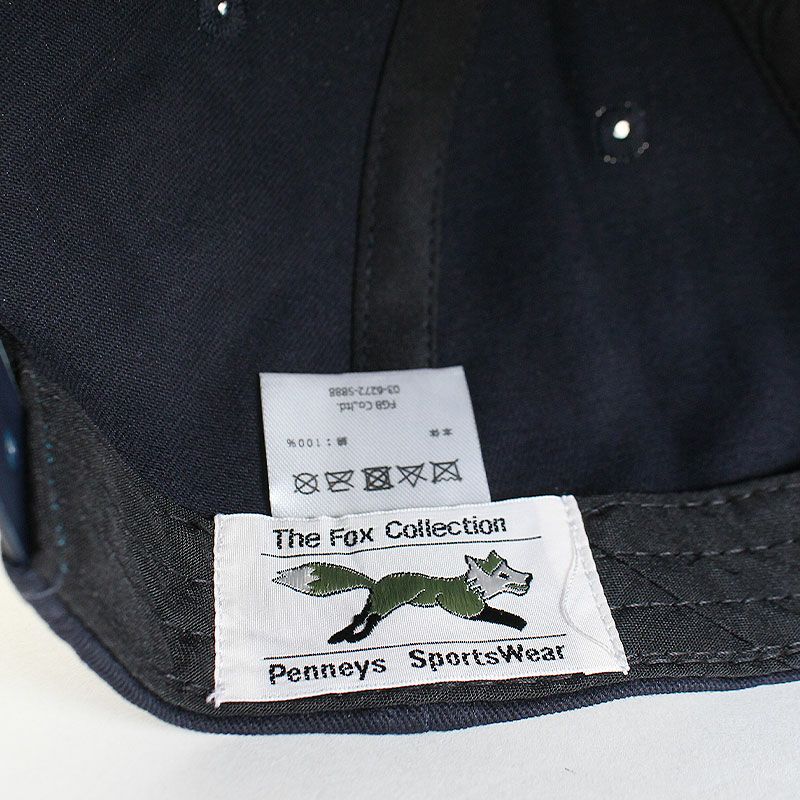 本体
綿：100%
FGB Co.,ltd.
03-6272-5888
The Fox Collection
Penneys SportsWear